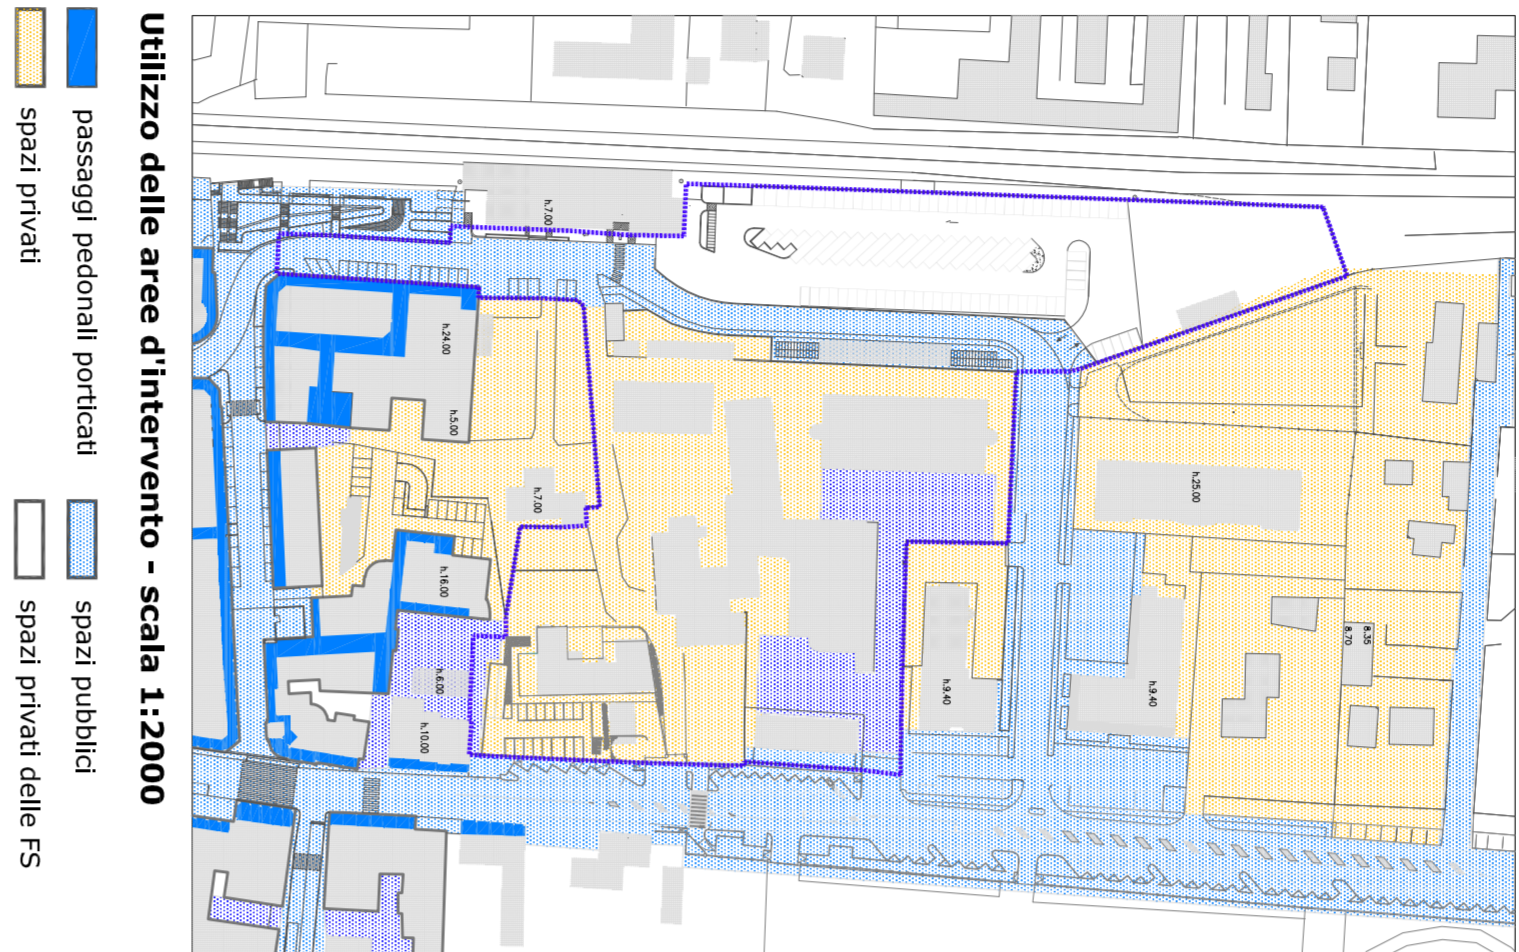 Utilizzo delle aree d'intervento - scala 1:2000
passaggi pedonali porticati
spazi pubblici
spazi privati
spazi privati delle FS
h.7.00
h.24.00
h.5.00
h.7.00
h.16.00
h.6.00
h.10.00
h.25.00
h.9.40
h.9.40
8.35
8.70